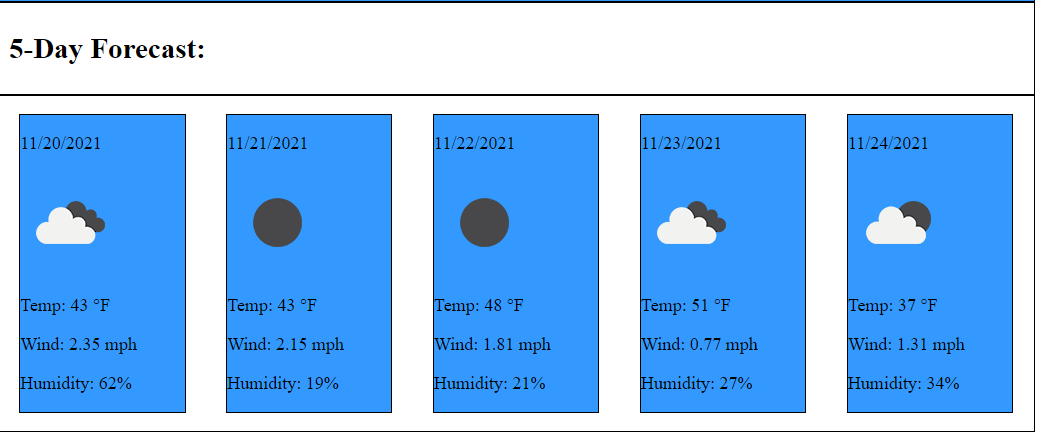 5-Day Forecast:
11/20/2021
Temp: 43 °F
Wind: 2.35 mph
Humidity: 62%
11/21/2021
Temp: 43 °F
Wind: 2.15 mph
Humidity: 19%
11/22/2021
Temp: 48 °F
Wind: 1.81 mph
Humidity: 21%
11/23/2021
Temp: 51 °F
Wind: 0.77 mph
Humidity: 27%
11/24/2021
Temp: 37 °F
Wind: 1.31 mph
Humidity: 34%